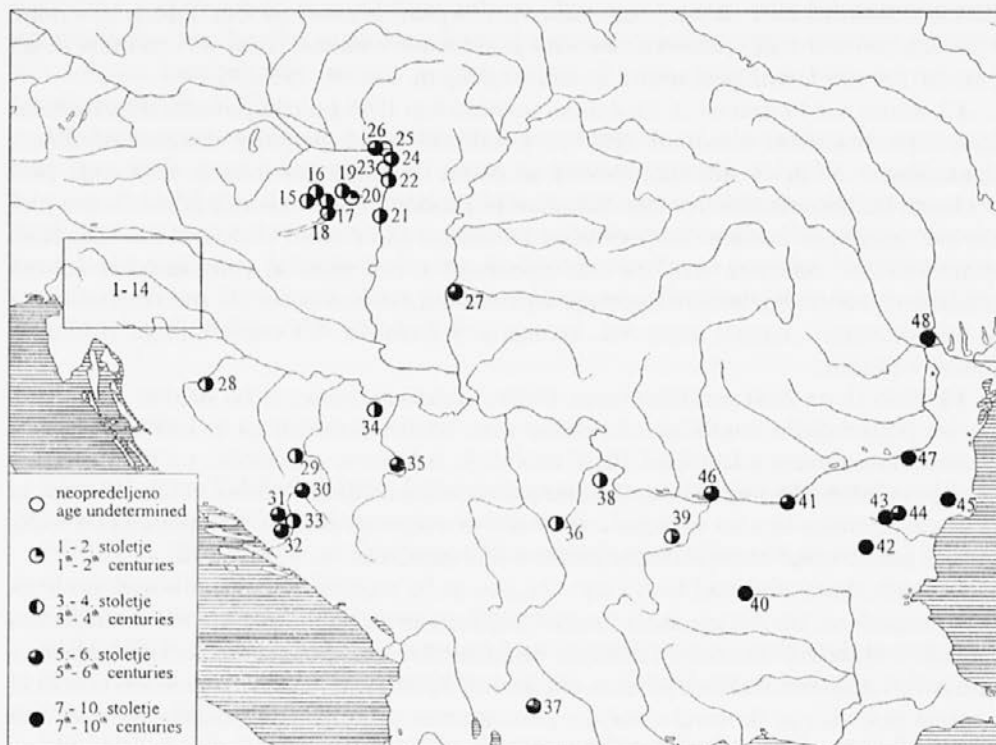 26 25
24
23
22
16 19
15 20
17 21
18
1-14
27
48
28
34
29 35 47
30 38 46
31 33 41 43 44 45
32 36 39
42
40
37
neopredeljeno
age undetermined
1.- 2. stoletje
1st- 2nd centuries
3.- 4. stoletje
3th- 4th
centuries
5.- 6. stoletje
5th- 6th
centuries
7.- 10. stoletje
7th- 10th centuries